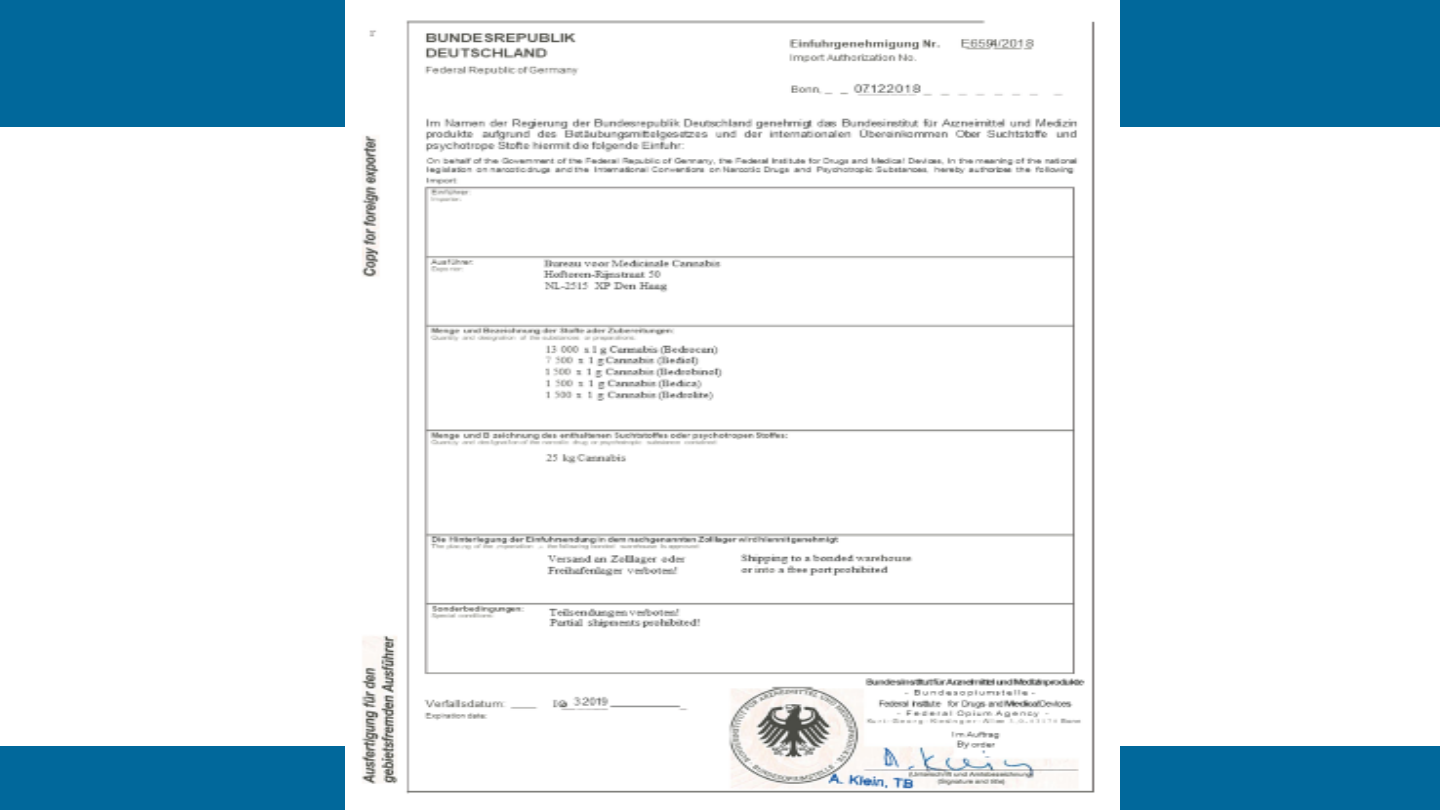 BUNDESREPUBLIK
DEUTSCHLAND
Federal Republic of Germany
Einfuhrgenehmigung Nr. E6594/2018
Import Authorization No.
Bonn, _ _ 07122018
Im Namen der Regierung der Bundesrepublik Deutschland genehmigt das Bundesinstitut für Arzneimittel und Medizin
produkte aufgrund des Betäubungsmittelgesetzes und der internationalen Übereinkommen Ober Suchtstoffe und
psychotrope Stofte hiermit die folgende Einfuhr:
On behalf of the Government of the Federal Republic of Germany, the Federal Institute for Drugs and Medical Devices, in the meaning of the national
legislation on narcotic drugs and the International Conventions on Narcotic Drugs and Psychotropic Substances, hereby authorizes the following
import:
Einführer:
Importer:
Ausführer:
Exporter:
Bureau voor Medicinale Cannabis
Hoftoren-Rijnstraat 50
NL-2515 XP Den Haag
Menge und Bezeichnung der Stoffe oder Zubereitungen:
Quantity and designation of the substances or preparations:
13 000 x 1 g Cannabis (Bedrocan)
7 500 x 1 g Cannabis (Bediol)
1 500 x 1 g Cannabis (Bedrobinol)
1 500 x 1 g Cannabis (Bedica)
1 500 x 1 g Cannabis (Bedrolite)
Menge und B zeichnung des enthaltenen Suchtstoffes oder psychotropen Stoffes:
Quantity and designation of the narcotic drug or psychotropic substance contained:
25 kg Cannabis
Die Hinterlegung der Einfuhrsendung in dem nachgenannten Zolllager wird hiermit genehmigt
Versand an Zolllager oder
Freihafenlager verboten!
Shipping to a bonded warehouse
or into a free port prohibited
Sonderbedingungen:
Special conditions:
Teilsendungen verboten!
Partial shipments prohibited!
Verfallsdatum: 3 2019
Expiration date:
Bundesinstitut für Arzneimittel und Medizinprodukte
- Bundesopiumstelle -
Federal Institute for Drugs and Medical Devices
- Federal Opium Agency -
Im Auftrag
By order
A. Klein
(Unterschrift und Amtsbezeichnung)
(Signature and title)
A. Klein, TB
BUNDESOPIUMSTELLE
Copy for foreign exporter
Ausfertigung für den
gebietsfremden Ausführer